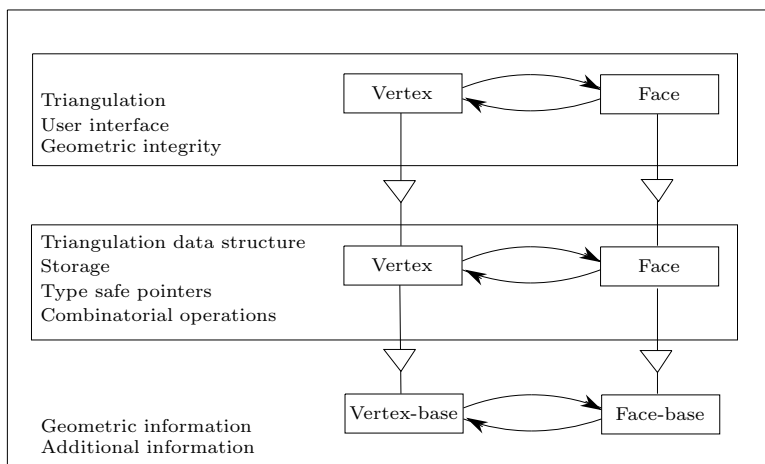 Triangulation
User interface
Geometric integrity
Vertex
Face
Triangulation data structure
Storage
Type safe pointers
Combinatorial operations
Vertex
Face
Geometric information
Additional information
Vertex-base
Face-base